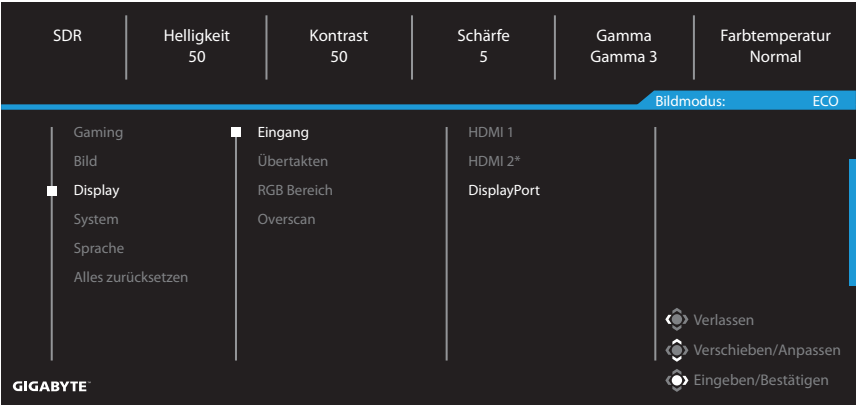 SDR
Helligkeit
50
Kontrast
50
Schärfe
5
Gamma
Gamma 3
Farbtemperatur
Normal
Bildmodus: ECO
Gaming
Bild
Display
System
Sprache
Alles zurücksetzen
Eingang
Übertakten
RGB Bereich
Overscan
HDMI 1
HDMI 2*
DisplayPort
Verlassen
Verschieben/Anpassen
Eingeben/Bestätigen
GIGABYTE™